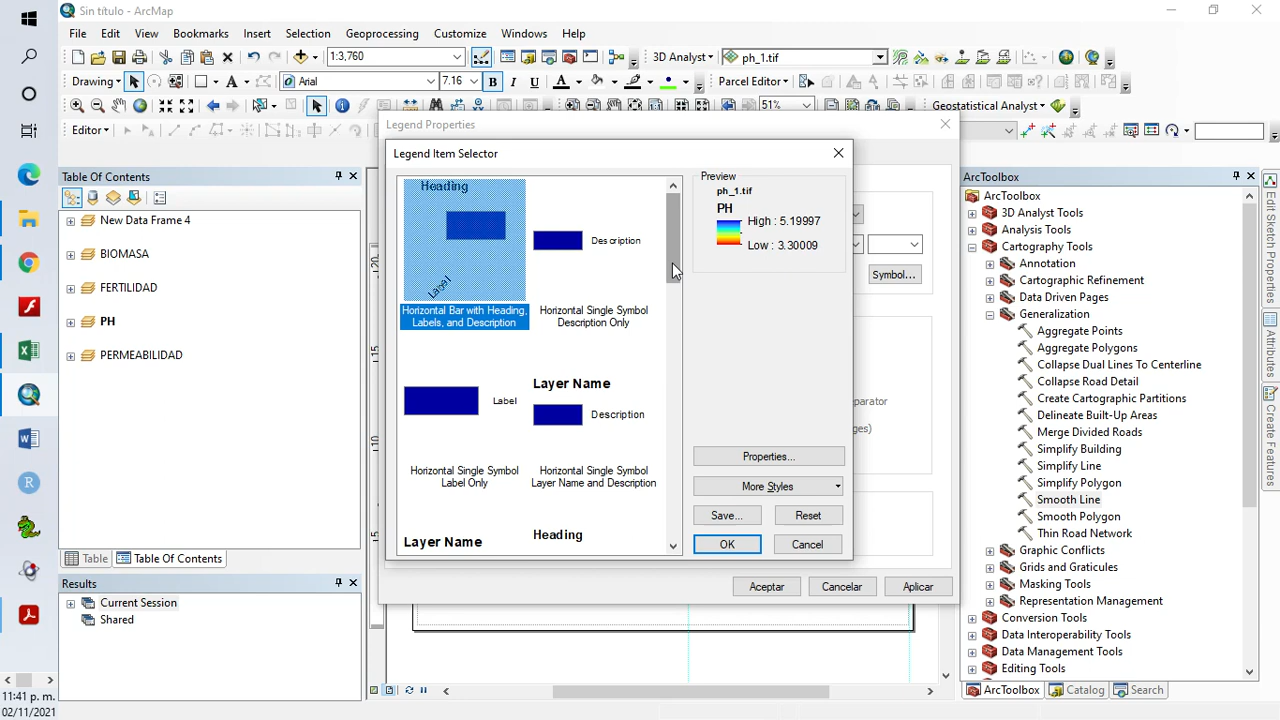 Sin título - ArcMap
File Edit View Bookmarks Insert Selection Geoprocessing Customize Windows Help
1:3,760 3D Analyst ph_1.tif
Drawing Arial 7.16 B I U A Parcel Editor
51% Geostatistical Analyst
Editor
Table Of Contents
New Data Frame 4
BIOMASA
FERTILIDAD
PH
PERMEABILIDAD
Table Table Of Contents
Results
Current Session
Shared
Legend Properties
Symbol...
Legend Item Selector
Heading
Label
Horizontal Bar with Heading,
Labels, and Description
Description
Horizontal Single Symbol
Description Only
Label
Horizontal Single Symbol
Label Only
Layer Name
Description
Horizontal Single Symbol
Layer Name and Description
Layer Name
Heading
Preview
ph_1.tif
PH
High : 5.19997
Low : 3.30009
Properties...
More Styles
Save... Reset
OK Cancel
Aceptar Cancelar Aplicar
ArcToolbox
ArcToolbox
3D Analyst Tools
Analysis Tools
Cartography Tools
Annotation
Cartographic Refinement
Data Driven Pages
Generalization
Aggregate Points
Aggregate Polygons
Collapse Dual Lines To Centerline
Collapse Road Detail
Create Cartographic Partitions
Delineate Built-Up Areas
Merge Divided Roads
Simplify Building
Simplify Line
Simplify Polygon
Smooth Line
Smooth Polygon
Thin Road Network
Graphic Conflicts
Grids and Graticules
Masking Tools
Representation Management
Conversion Tools
Data Interoperability Tools
Data Management Tools
Editing Tools
ArcToolbox Catalog Search
Edit Sketch Properties
Attributes
Create Features
11:41 p. m.
02/11/2021